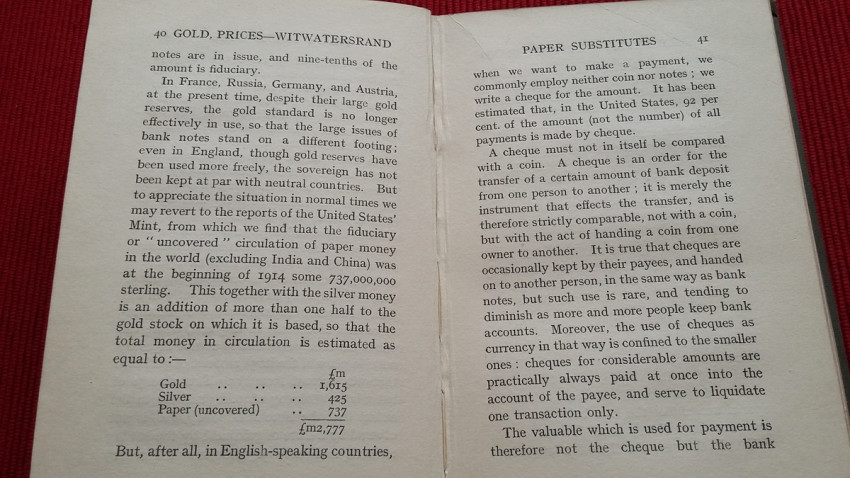 40 GOLD, PRICES—WITWATERSRAND
notes are in issue, and nine-tenths of the
amount is fiduciary.
In France, Russia, Germany, and Austria,
at the present time, despite their large gold
reserves, the gold standard is no longer
effectively in use, so that the large issues of
bank notes stand on a different footing;
even in England, though gold reserves have
been used more freely, the sovereign has not
been kept at par with neutral countries. But
to appreciate the situation in normal times we
may revert to the reports of the United States'
Mint, from which we find that the fiduciary
or "uncovered" circulation of paper money
in the world (excluding India and China) was
at the beginning of 1914 some 737,000,000
sterling. This together with the silver money
is an addition of more than one half to the
gold stock on which it is based, so that the
total money in circulation is estimated as
equal to:—
£m
Gold .. .. .. 1,615
Silver .. .. .. 425
Paper (uncovered) .. 737
£m2,777
But, after all, in English-speaking countries,
PAPER SUBSTITUTES 41
when we want to make a payment, we
commonly employ neither coin nor notes; we
write a cheque for the amount. It has been
estimated that, in the United States, 92 per
cent. of the amount (not the number) of all
payments is made by cheque.
A cheque must not in itself be compared
with a coin. A cheque is an order for the
transfer of a certain amount of bank deposit
from one person to another; it is merely the
instrument that effects the transfer, and is
therefore strictly comparable, not with a coin,
but with the act of handing a coin from one
owner to another. It is true that cheques are
occasionally kept by their payees, and handed
on to another person, in the same way as bank
notes, but such use is rare, and tending to
diminish as more and more people keep bank
accounts. Moreover, the use of cheques as
currency in that way is confined to the smaller
ones: cheques for considerable amounts are
practically always paid at once into the
account of the payee, and serve to liquidate
one transaction only.
The valuable which is used for payment is
therefore not the cheque but the bank